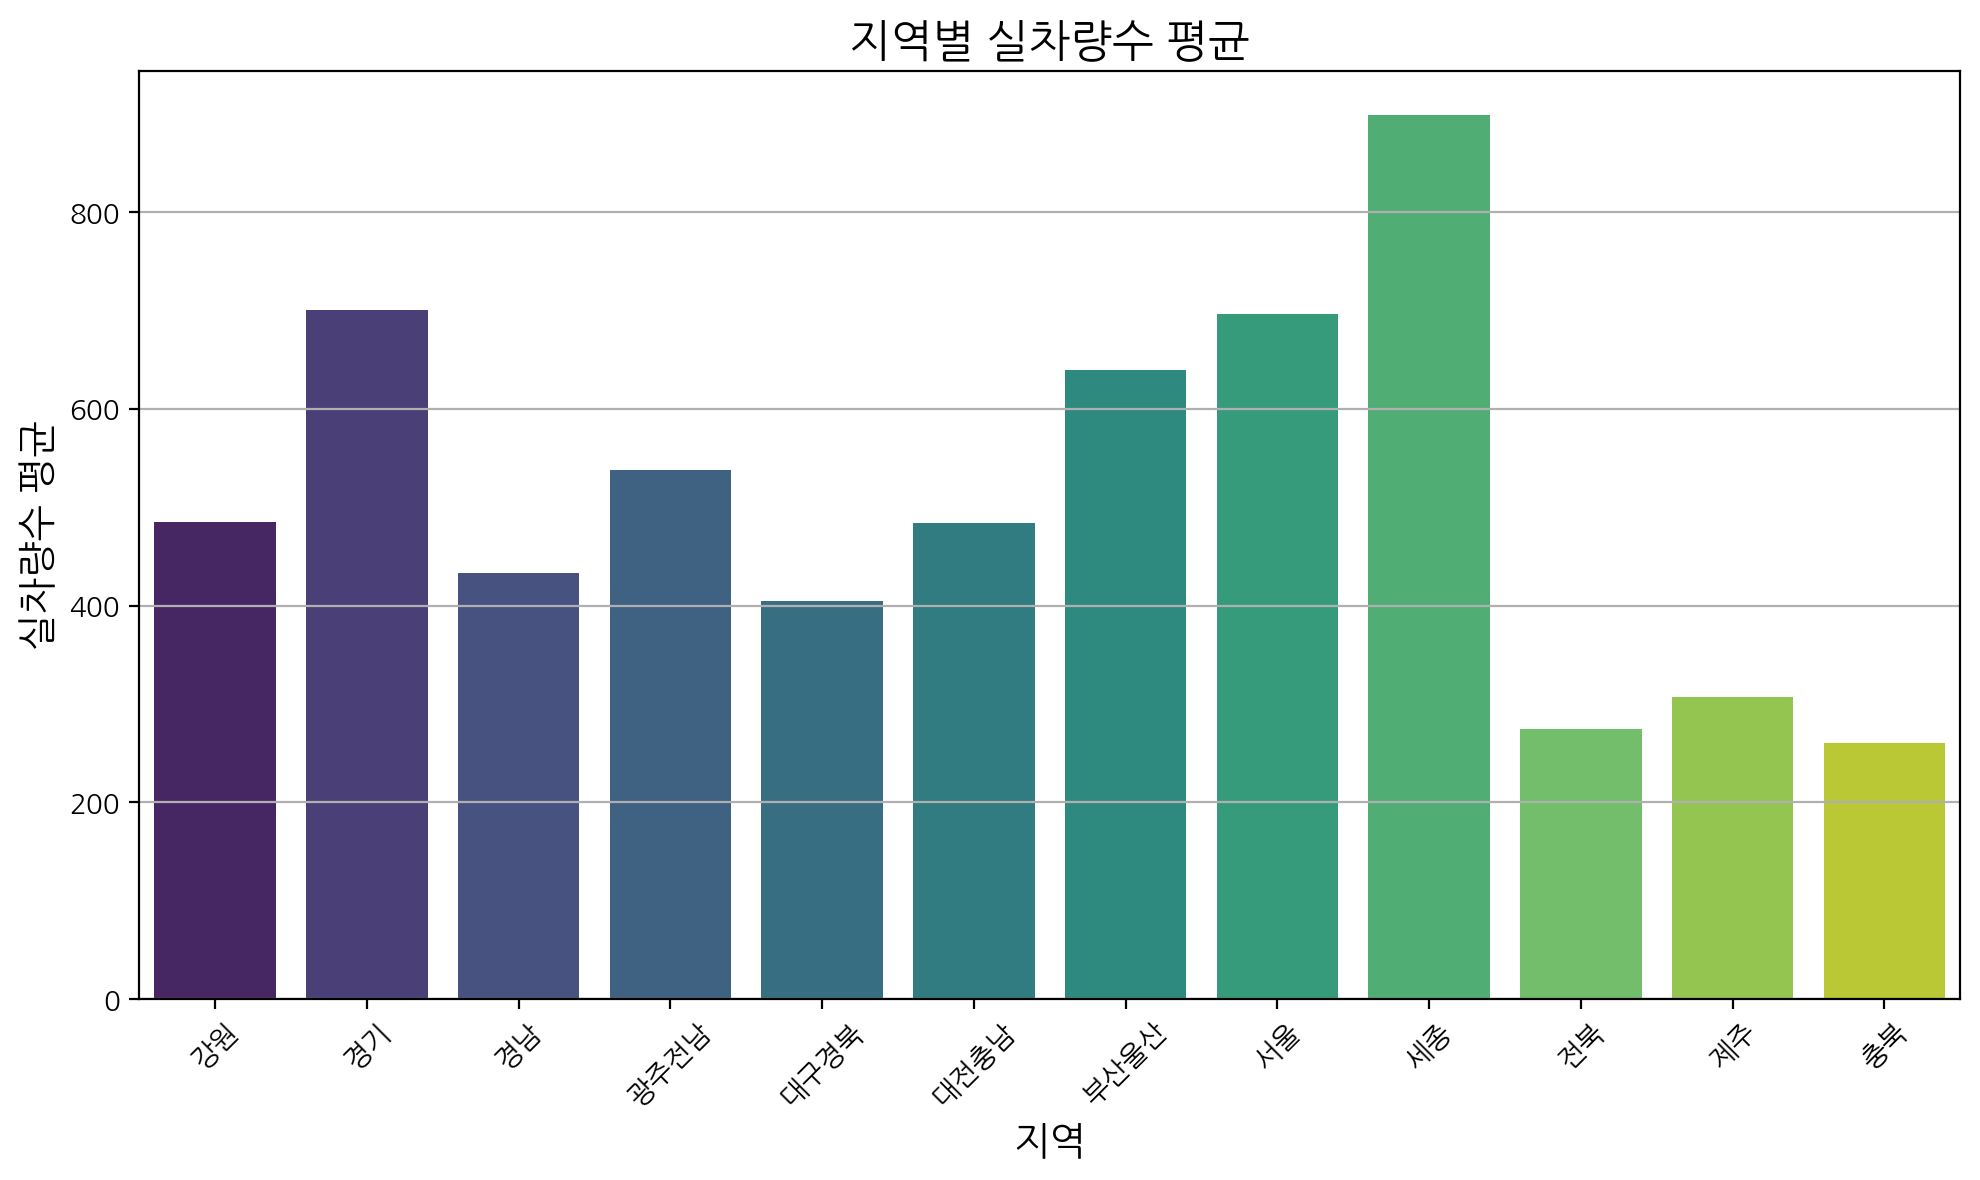 지역별 실차량수 평균
실차량수 평균
800
600
400
200
0
강원
경기
경남
광주전남
대구경북
대전충남
부산울산
서울
세종
전북
제주
충북
지역